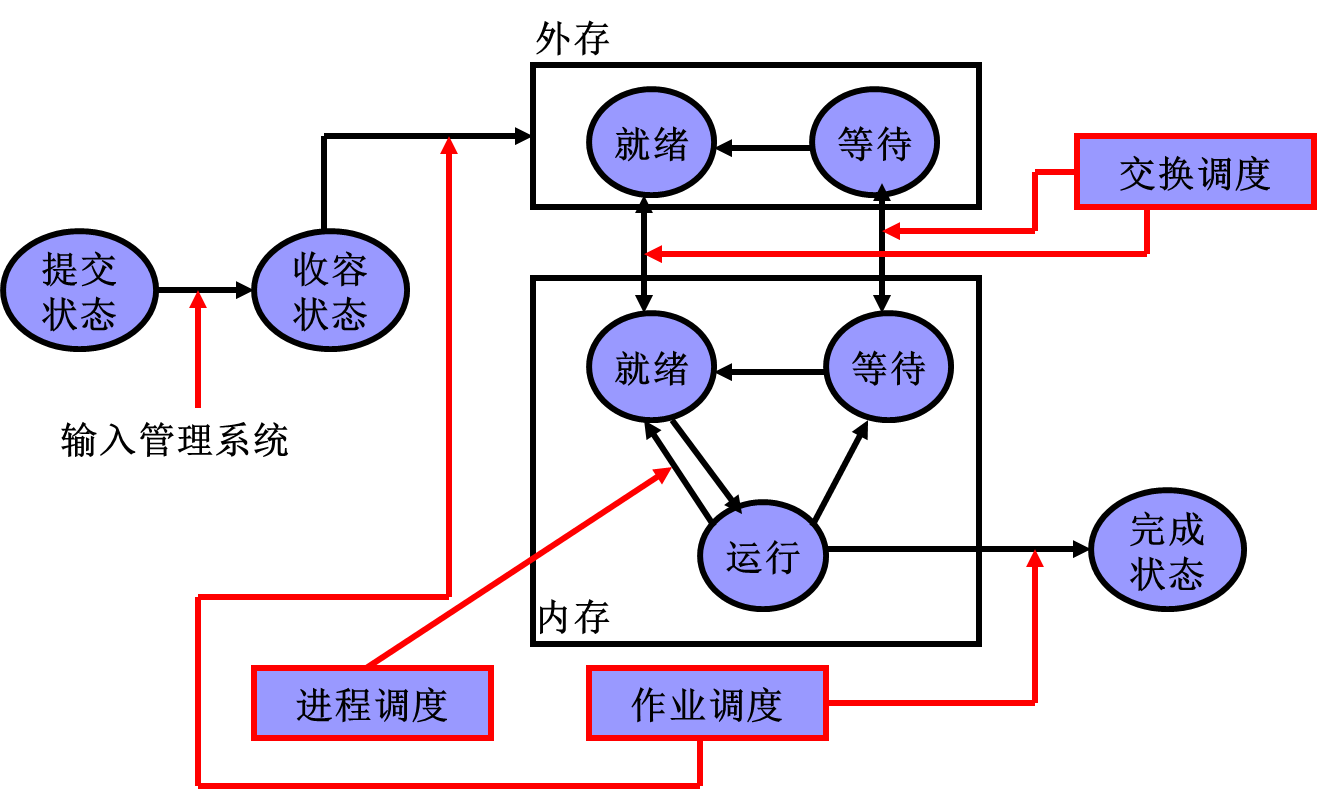 外存
就绪
等待
交换调度
提交
状态
收容
状态
就绪
等待
输入管理系统
运行
完成
状态
内存
进程调度
作业调度